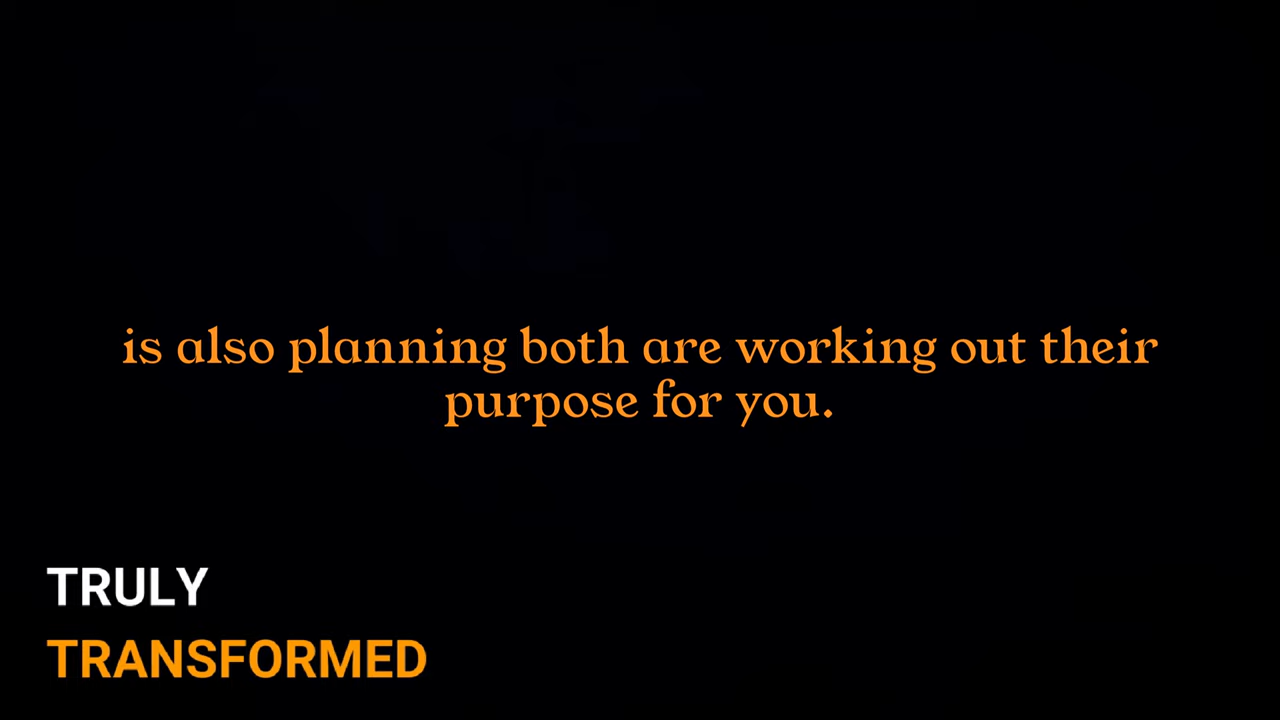 is also planning both are working out their
purpose for you.
TRULY
TRANSFORMED